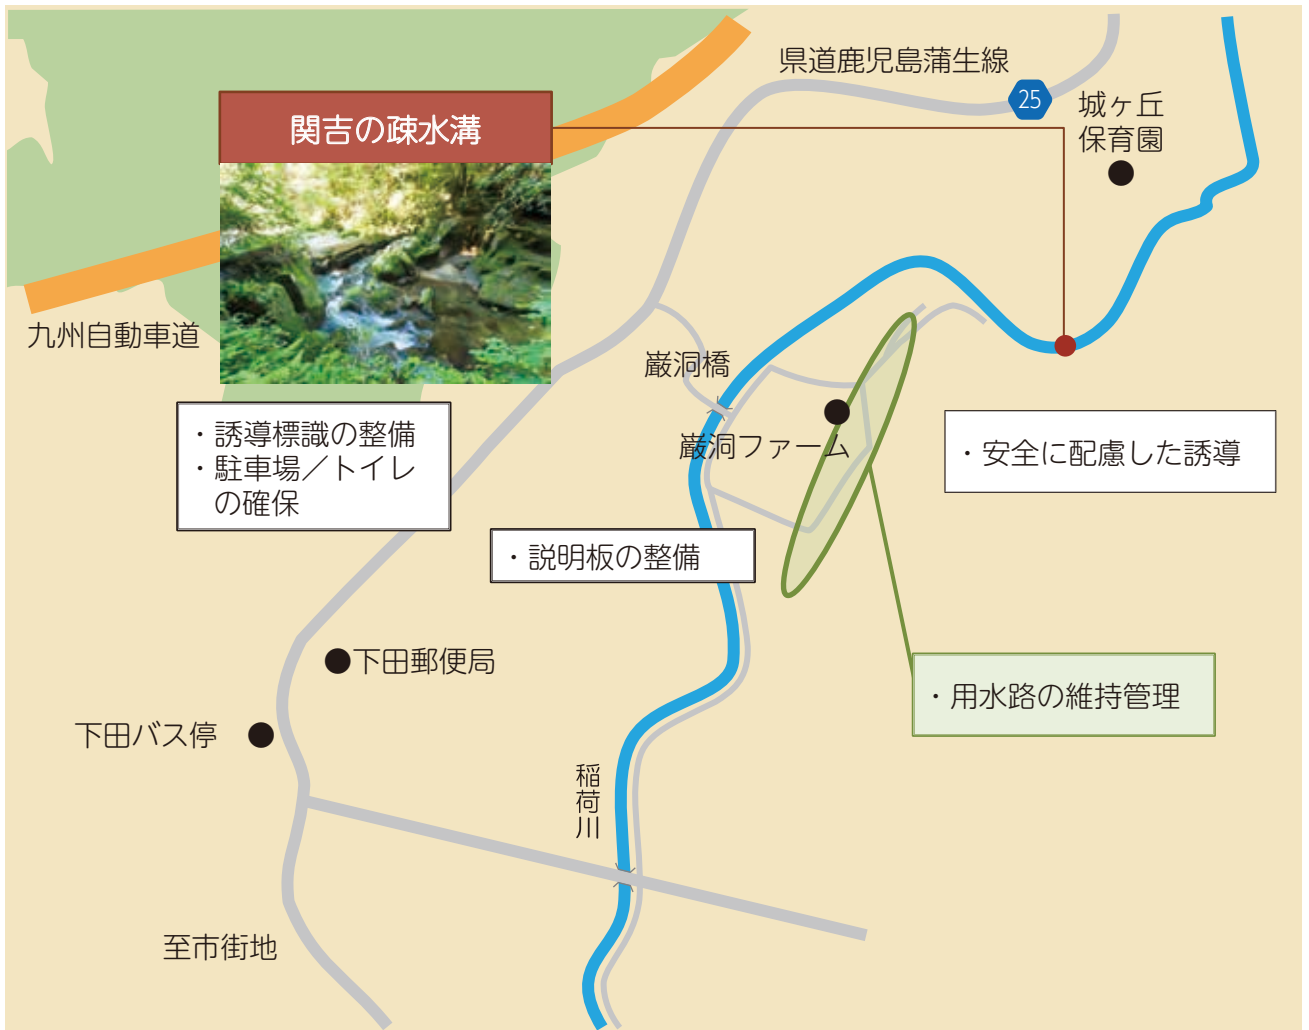 県道鹿児島蒲生線
25
城ヶ丘
保育園
関吉の疎水溝
九州自動車道
巌洞橋
巌洞ファーム
・誘導標識の整備
・駐車場／トイレ
の確保
・安全に配慮した誘導
・説明板の整備
下田郵便局
・用水路の維持管理
下田バス停
稲荷川
至市街地